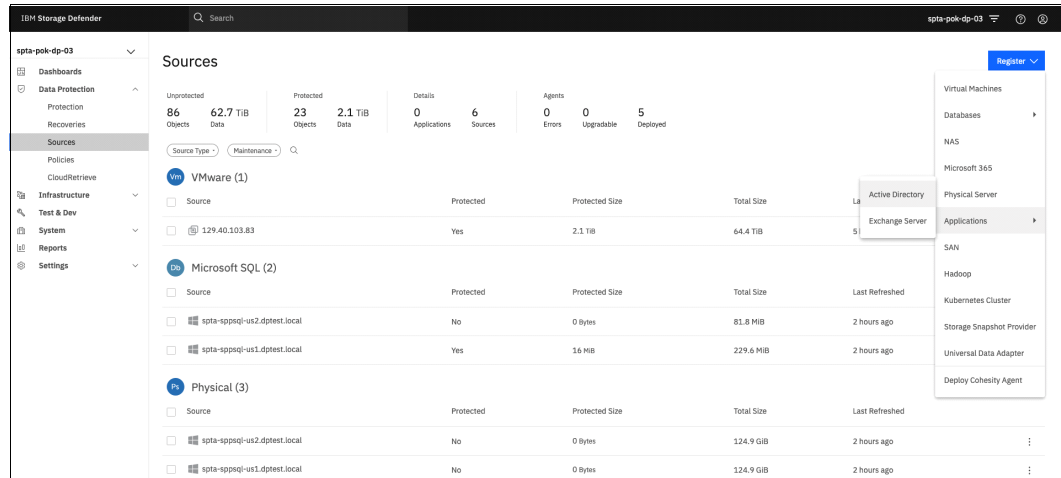 IBM Storage Defender
Search
spta-pok-dp-03
spta-pok-dp-03
Dashboards
Data Protection
Protection
Recoveries
Sources
Policies
CloudRetrieve
Infrastructure
Test & Dev
System
Reports
Settings
Sources
Register
Unprotected Protected Details Agents
86 62.7 TiB 23 2.1 TiB 0 6 0 0 5
Objects Data Objects Data Applications Sources Errors Upgradable Deployed
Source Type Maintenance
Vm VMware (1)
Source Protected Protected Size Total Size La
129.40.103.83 Yes 2.1 TiB 64.4 TiB 5
Db Microsoft SQL (2)
Source Protected Protected Size Total Size Last Refreshed
spta-sppsql-us2.dptest.local No 0 Bytes 81.8 MiB 2 hours ago
spta-sppsql-us1.dptest.local Yes 16 MiB 229.6 MiB 2 hours ago
Ps Physical (3)
Source Protected Protected Size Total Size Last Refreshed
spta-sppsql-us2.dptest.local No 0 Bytes 124.9 GiB 2 hours ago
spta-sppsql-us1.dptest.local No 0 Bytes 124.9 GiB 2 hours ago
Virtual Machines
Databases
NAS
Microsoft 365
Physical Server
Applications
SAN
Hadoop
Kubernetes Cluster
Storage Snapshot Provider
Universal Data Adapter
Deploy Cohesity Agent
Active Directory
Exchange Server